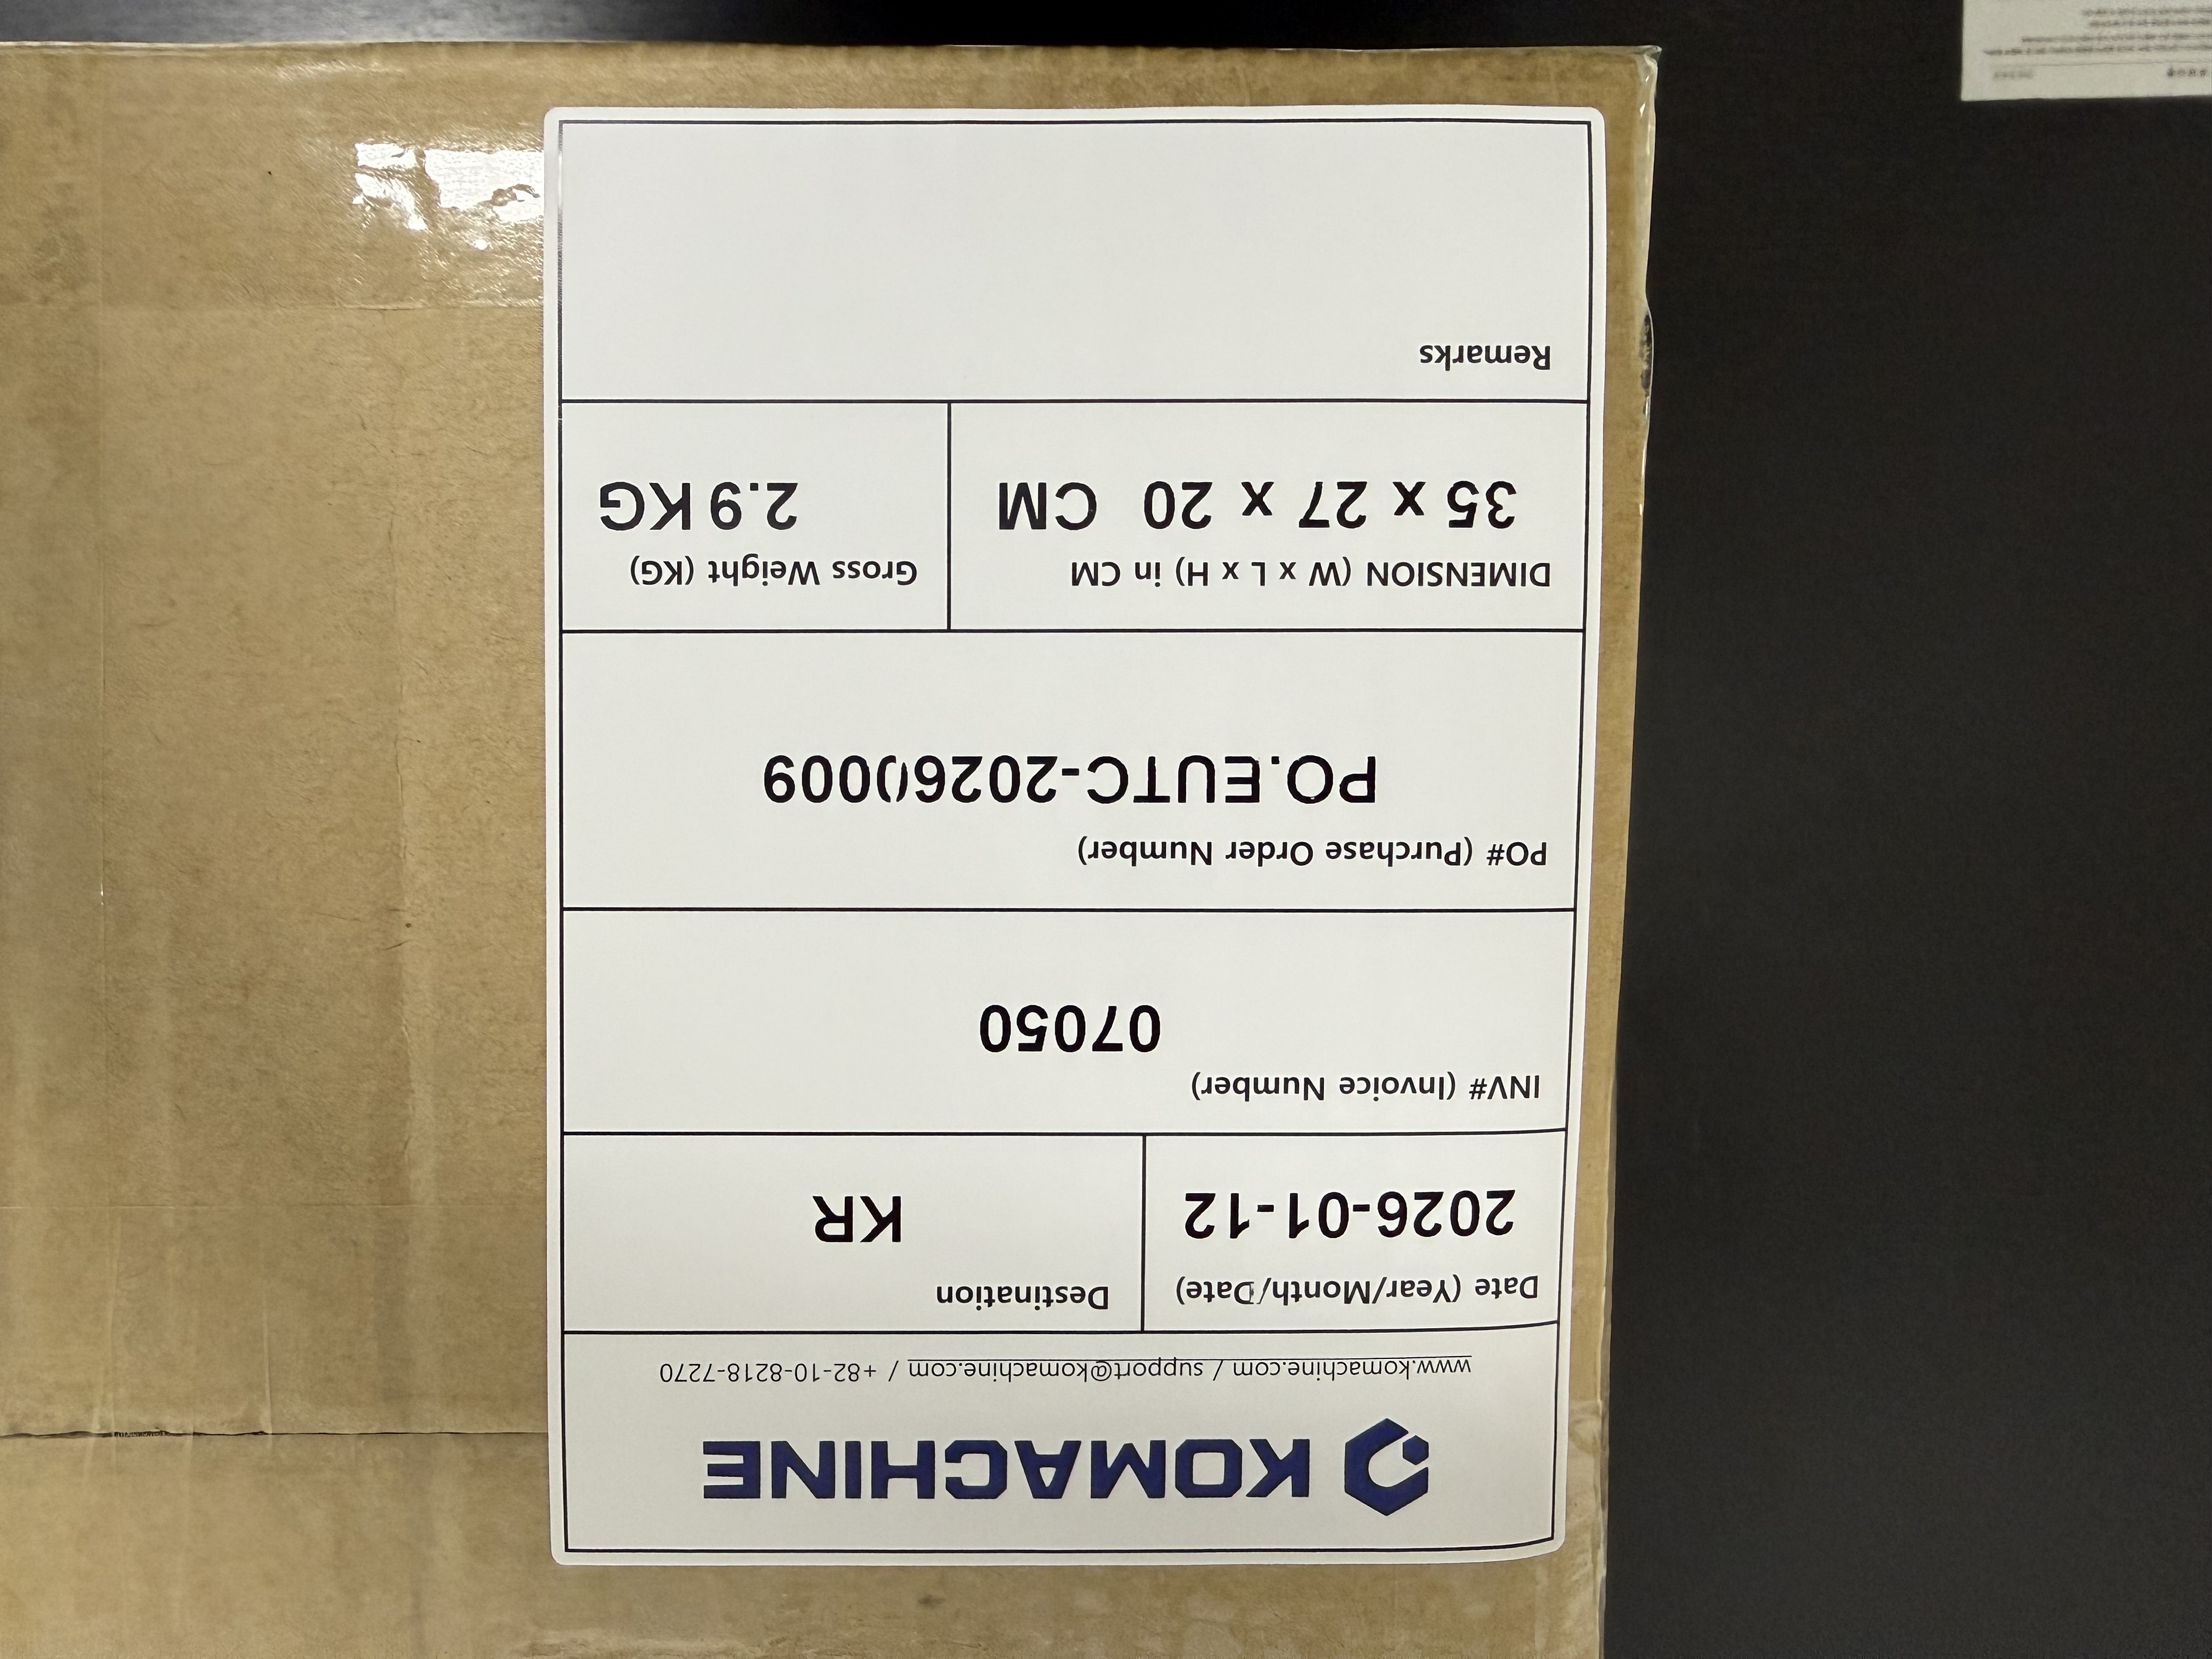 KOMACHINE
www.komachine.com / support@komachine.com / +82-10-8218-7270
Date (Year/Month/Date)
2026-01-12
Destination
KR
INV# (Invoice Number)
07050
PO# (Purchase Order Number)
PO.EUTC-20260009
DIMENSION (W x L x H) in CM
35 x 27 x 20 CM
Gross Weight (KG)
2.9 KG
Remarks